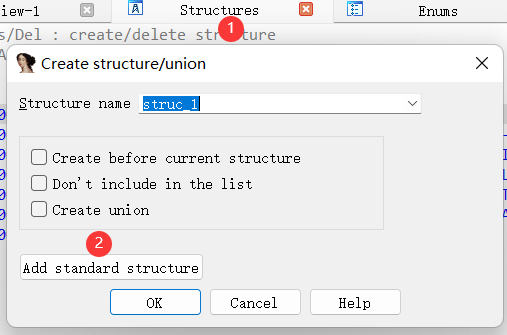 iew-1
Structures
Enums
s/Del : create/delete structure
1
Create structure/union
Structure name
struc_1
Create before current structure
Don't include in the list
Create union
2
Add standard structure
OK
Cancel
Help